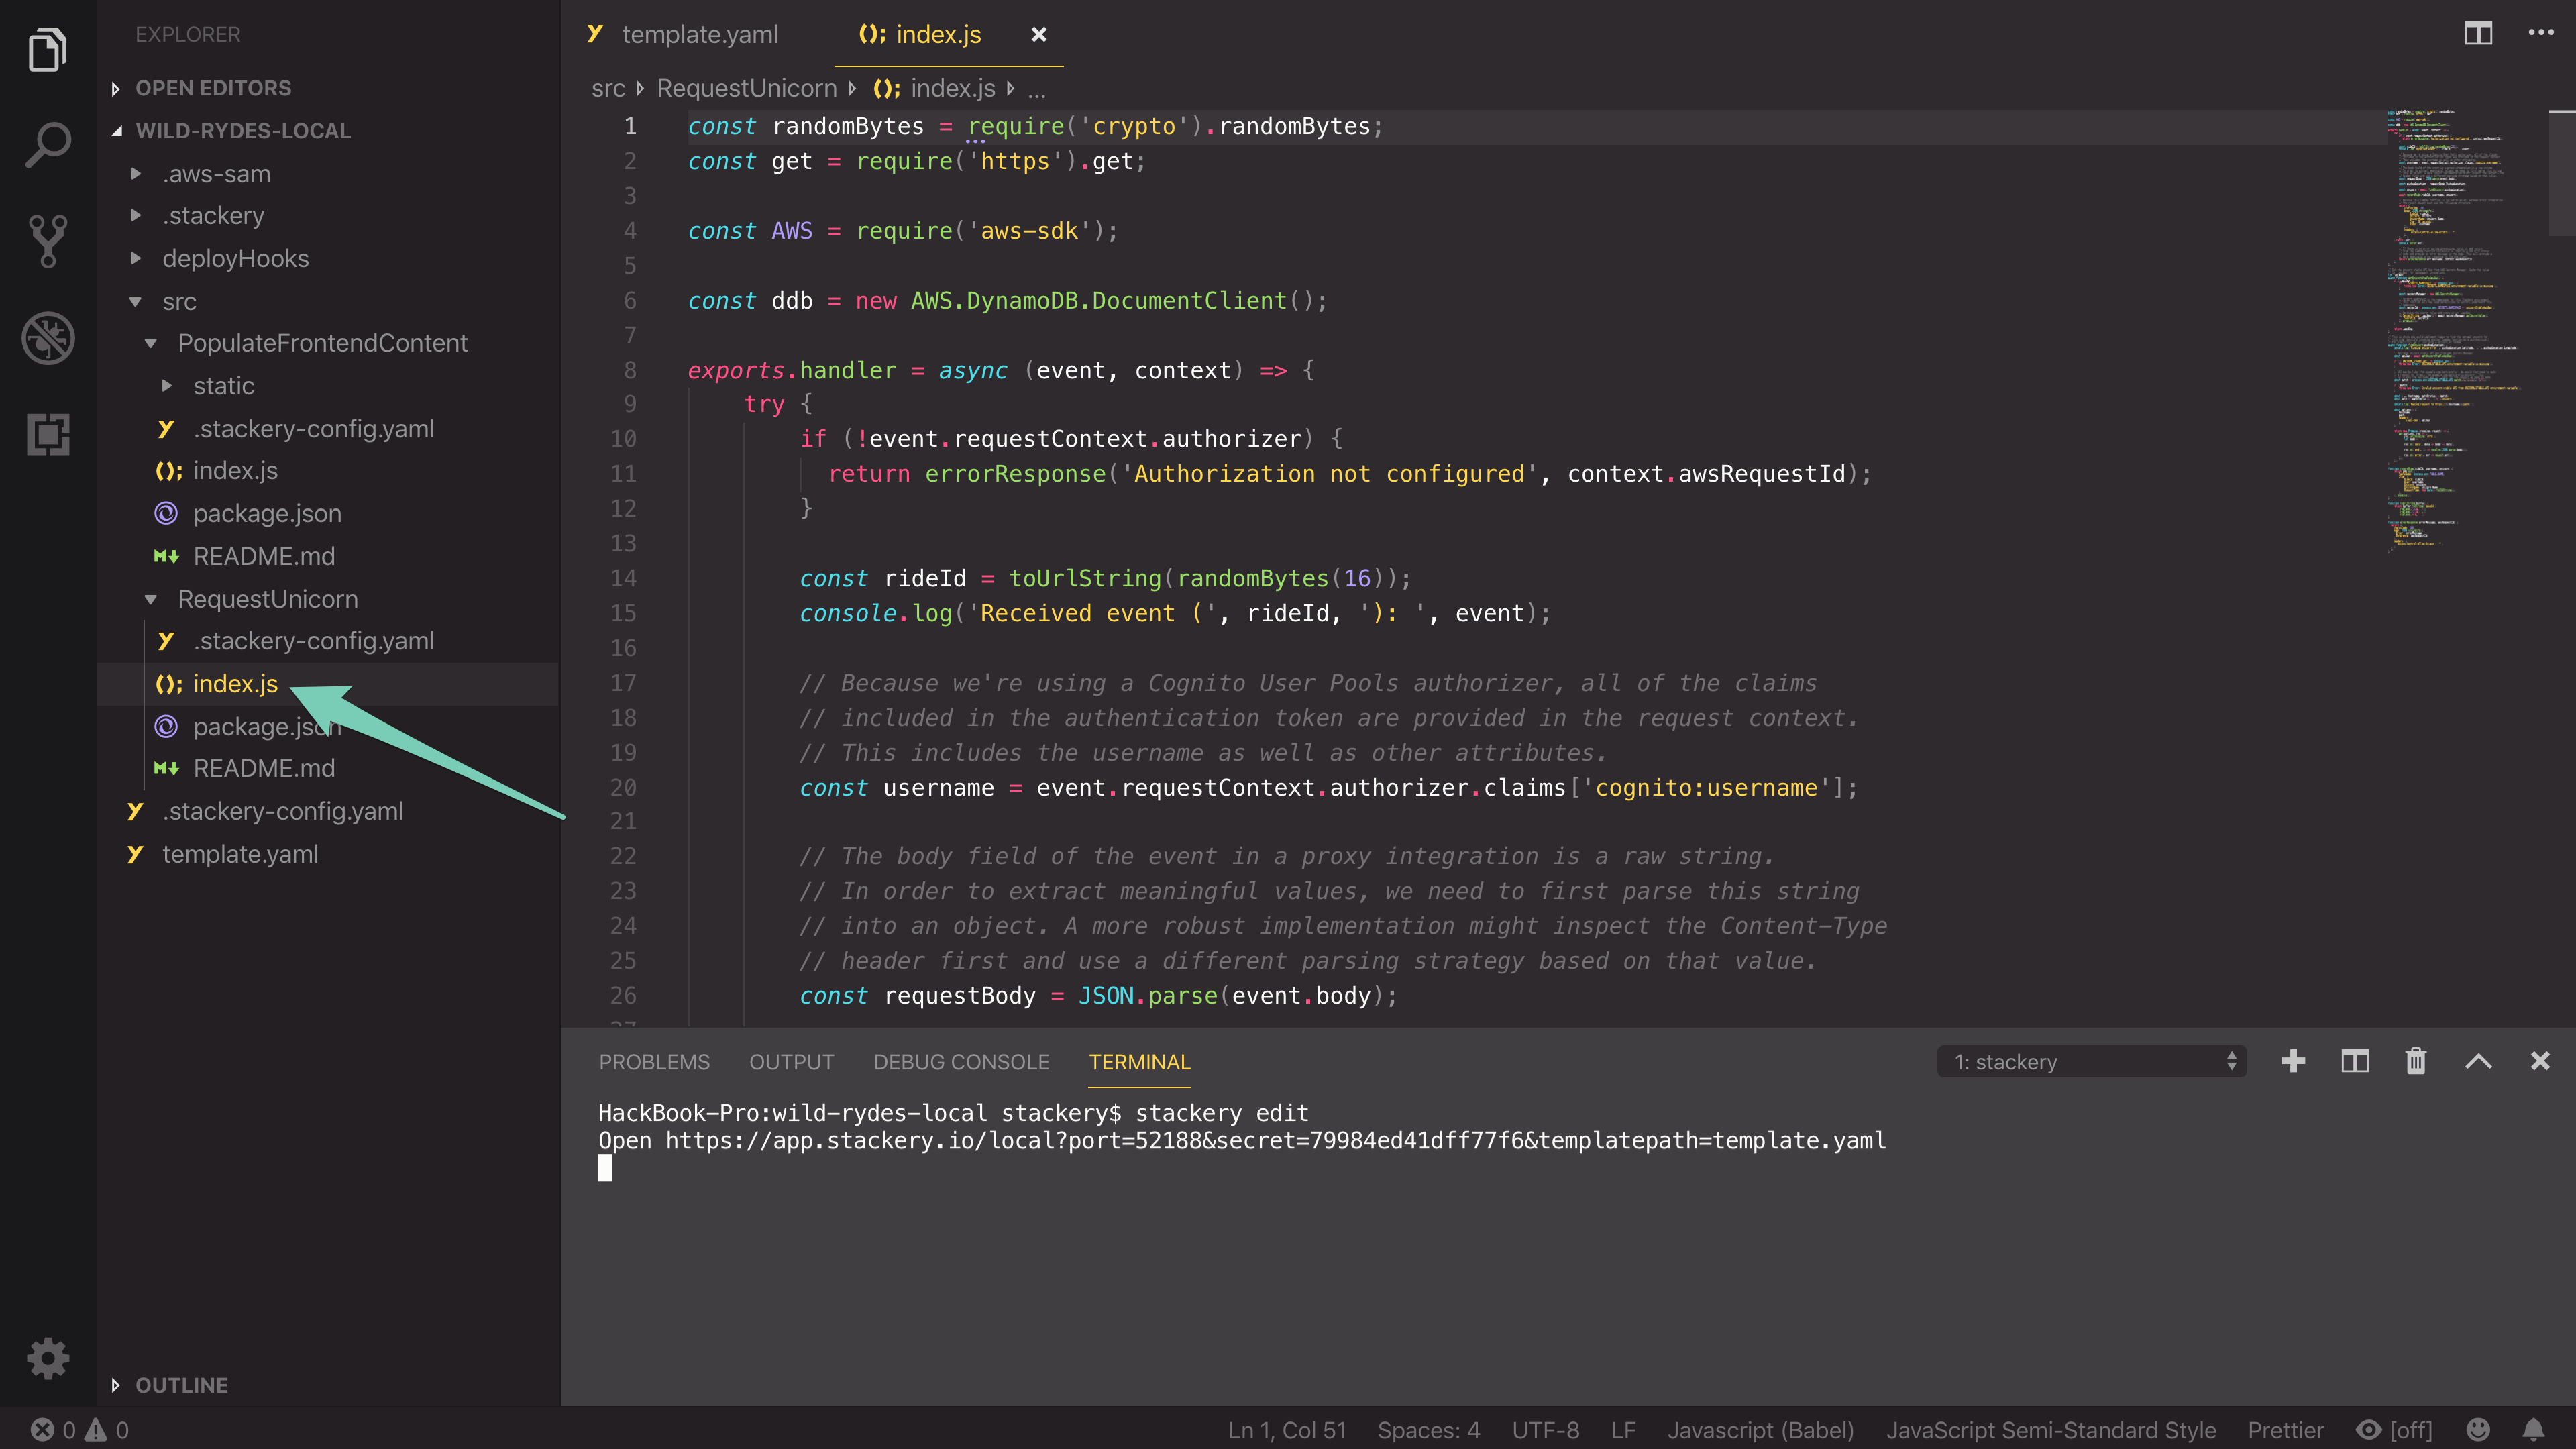 EXPLORER
OPEN EDITORS
WILD-RYDES-LOCAL
.aws-sam
.stackery
deployHooks
src
PopulateFrontendContent
static
.stackery-config.yaml
index.js
package.json
README.md
RequestUnicorn
.stackery-config.yaml
index.js
package.json
README.md
.stackery-config.yaml
template.yaml
OUTLINE
template.yaml index.js
src RequestUnicorn index.js ...
1 const randomBytes = require('crypto').randomBytes;
2 const get = require('https').get;
3
4 const AWS = require('aws-sdk');
5
6 const ddb = new AWS.DynamoDB.DocumentClient();
7
8 exports.handler = async (event, context) => {
9 try {
10 if (!event.requestContext.authorizer) {
11 return errorResponse('Authorization not configured', context.awsRequestId);
12 }
13
14 const rideId = toUrlString(randomBytes(16));
15 console.log('Received event (', rideId, '): ', event);
16
17 // Because we're using a Cognito User Pools authorizer, all of the claims
18 // included in the authentication token are provided in the request context.
19 // This includes the username as well as other attributes.
20 const username = event.requestContext.authorizer.claims['cognito:username'];
21
22 // The body field of the event in a proxy integration is a raw string.
23 // In order to extract meaningful values, we need to first parse this string
24 // into an object. A more robust implementation might inspect the Content-Type
25 // header first and use a different parsing strategy based on that value.
26 const requestBody = JSON.parse(event.body);
27
PROBLEMS OUTPUT DEBUG CONSOLE TERMINAL 1: stackery
HackBook-Pro:wild-rydes-local stackery$ stackery edit
Open https://app.stackery.io/local?port=52188&secret=79984ed41dff77f6&templatepath=template.yaml
0 0 Ln 1, Col 51 Spaces: 4 UTF-8 LF Javascript (Babel) JavaScript Semi-Standard Style Prettier [off]